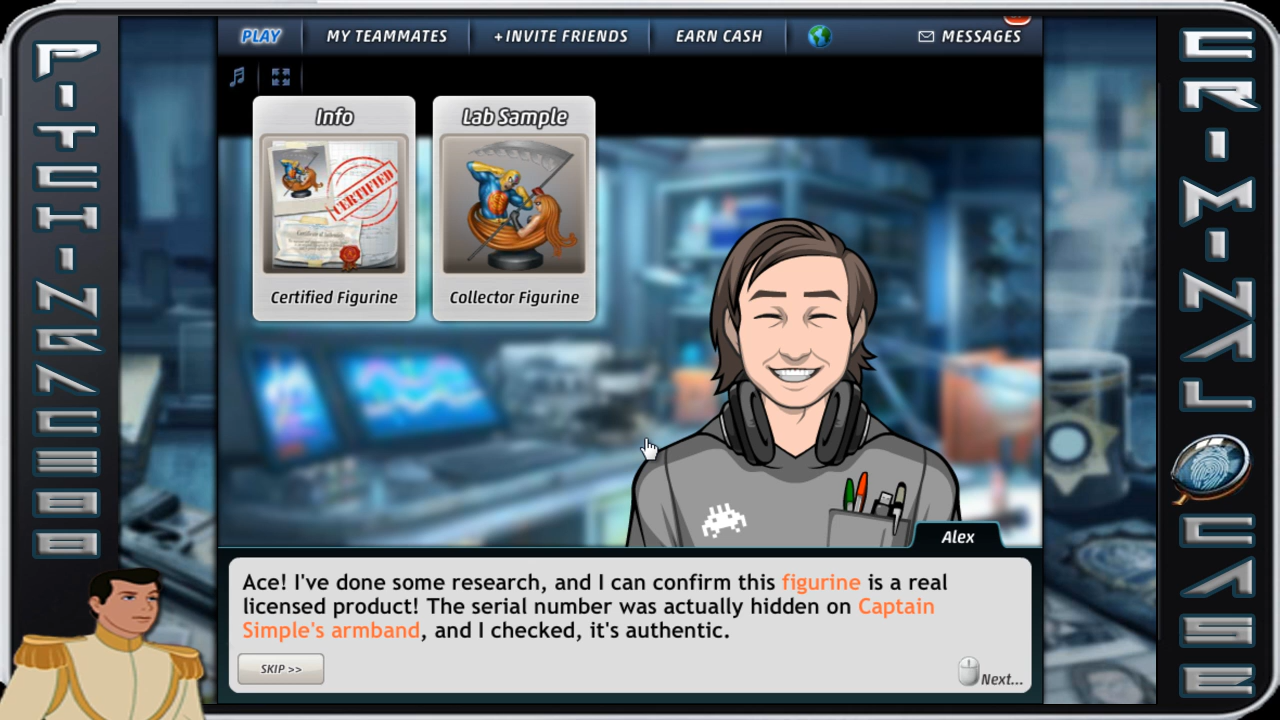 PLAY
MY TEAMMATES
+INVITE FRIENDS
EARN CASH
MESSAGES
Info
Lab Sample
CERTIFIED
Certified Figurine
Collector Figurine
Alex
Ace! I've done some research, and I can confirm this figurine is a real
licensed product! The serial number was actually hidden on Captain
Simple's armband, and I checked, it's authentic.
SKIP >>
Next...
CRIMINAL CASE